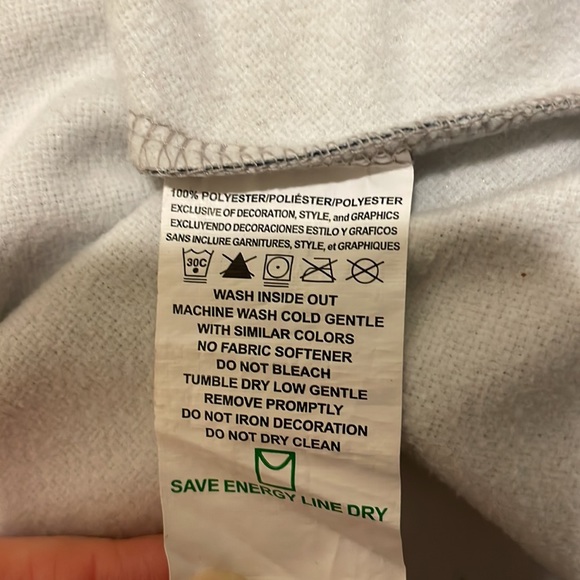 100% POLYESTER/POLIÉSTER/POLYESTER
EXCLUSIVE OF DECORATION, STYLE, and GRAPHICS
EXCLUYENDO DECORACIONES ESTILO Y GRAFICOS
SANS INCLURE GARNITURES, STYLE, et GRAPHIQUES
30C
WASH INSIDE OUT
MACHINE WASH COLD GENTLE
WITH SIMILAR COLORS
NO FABRIC SOFTENER
DO NOT BLEACH
TUMBLE DRY LOW GENTLE
REMOVE PROMPTLY
DO NOT IRON DECORATION
DO NOT DRY CLEAN
SAVE ENERGY LINE DRY